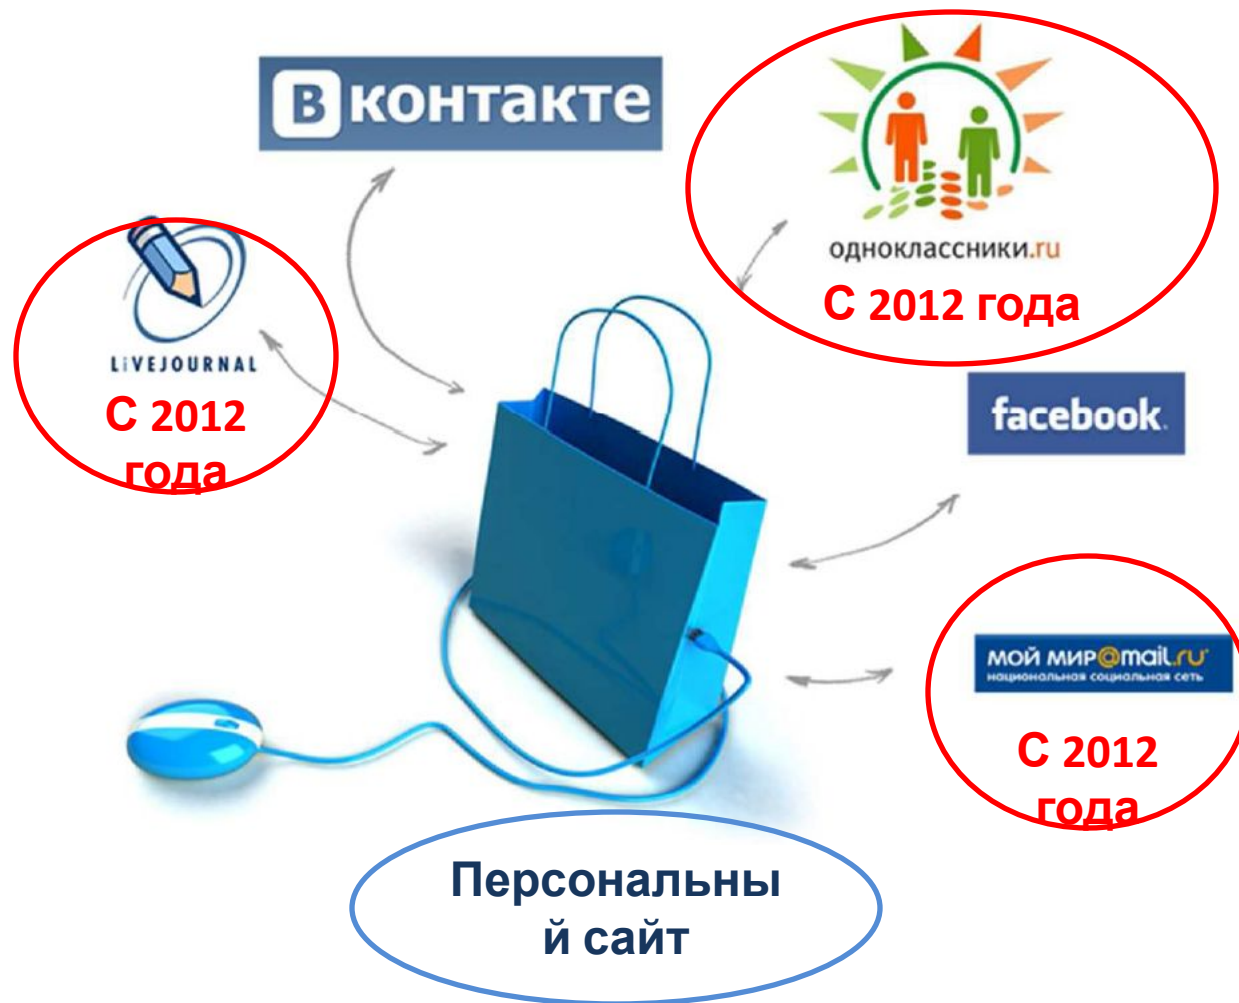 В контакте
одноклассники.ru
С 2012 года
LiVEJOURNAL
С 2012
года
facebook.
мой мир@mail.ru
национальная социальная сеть
С 2012
года
Персональны
й сайт